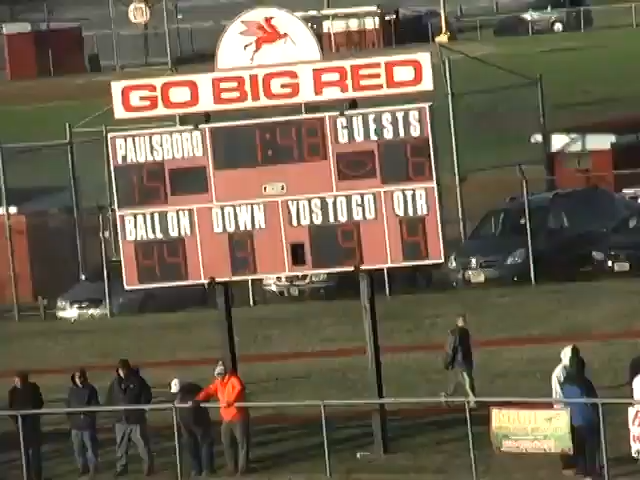 GO BIG RED
PAULSBORO 1:48 GUESTS
15 6
BALL ON DOWN YDS TO GO QTR
44 3 9 4